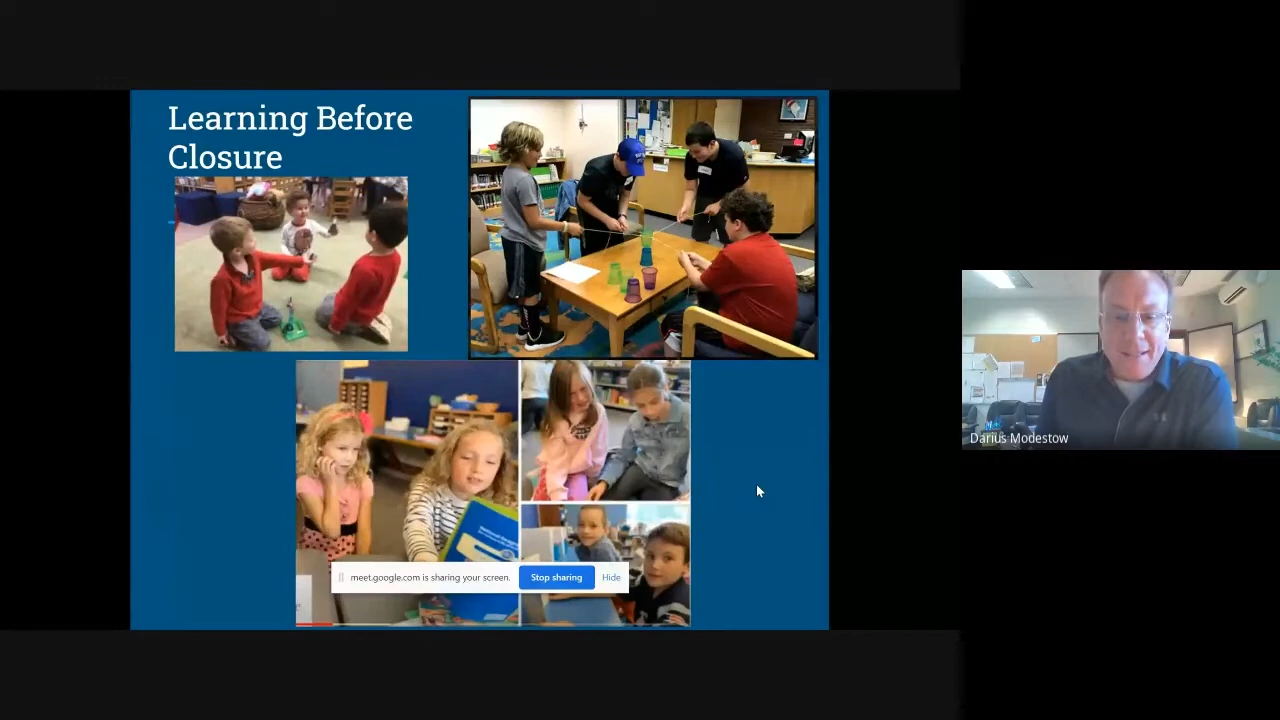 Learning Before
Closure
meet.google.com is sharing your screen.
Stop sharing
Hide
Darius Modestow